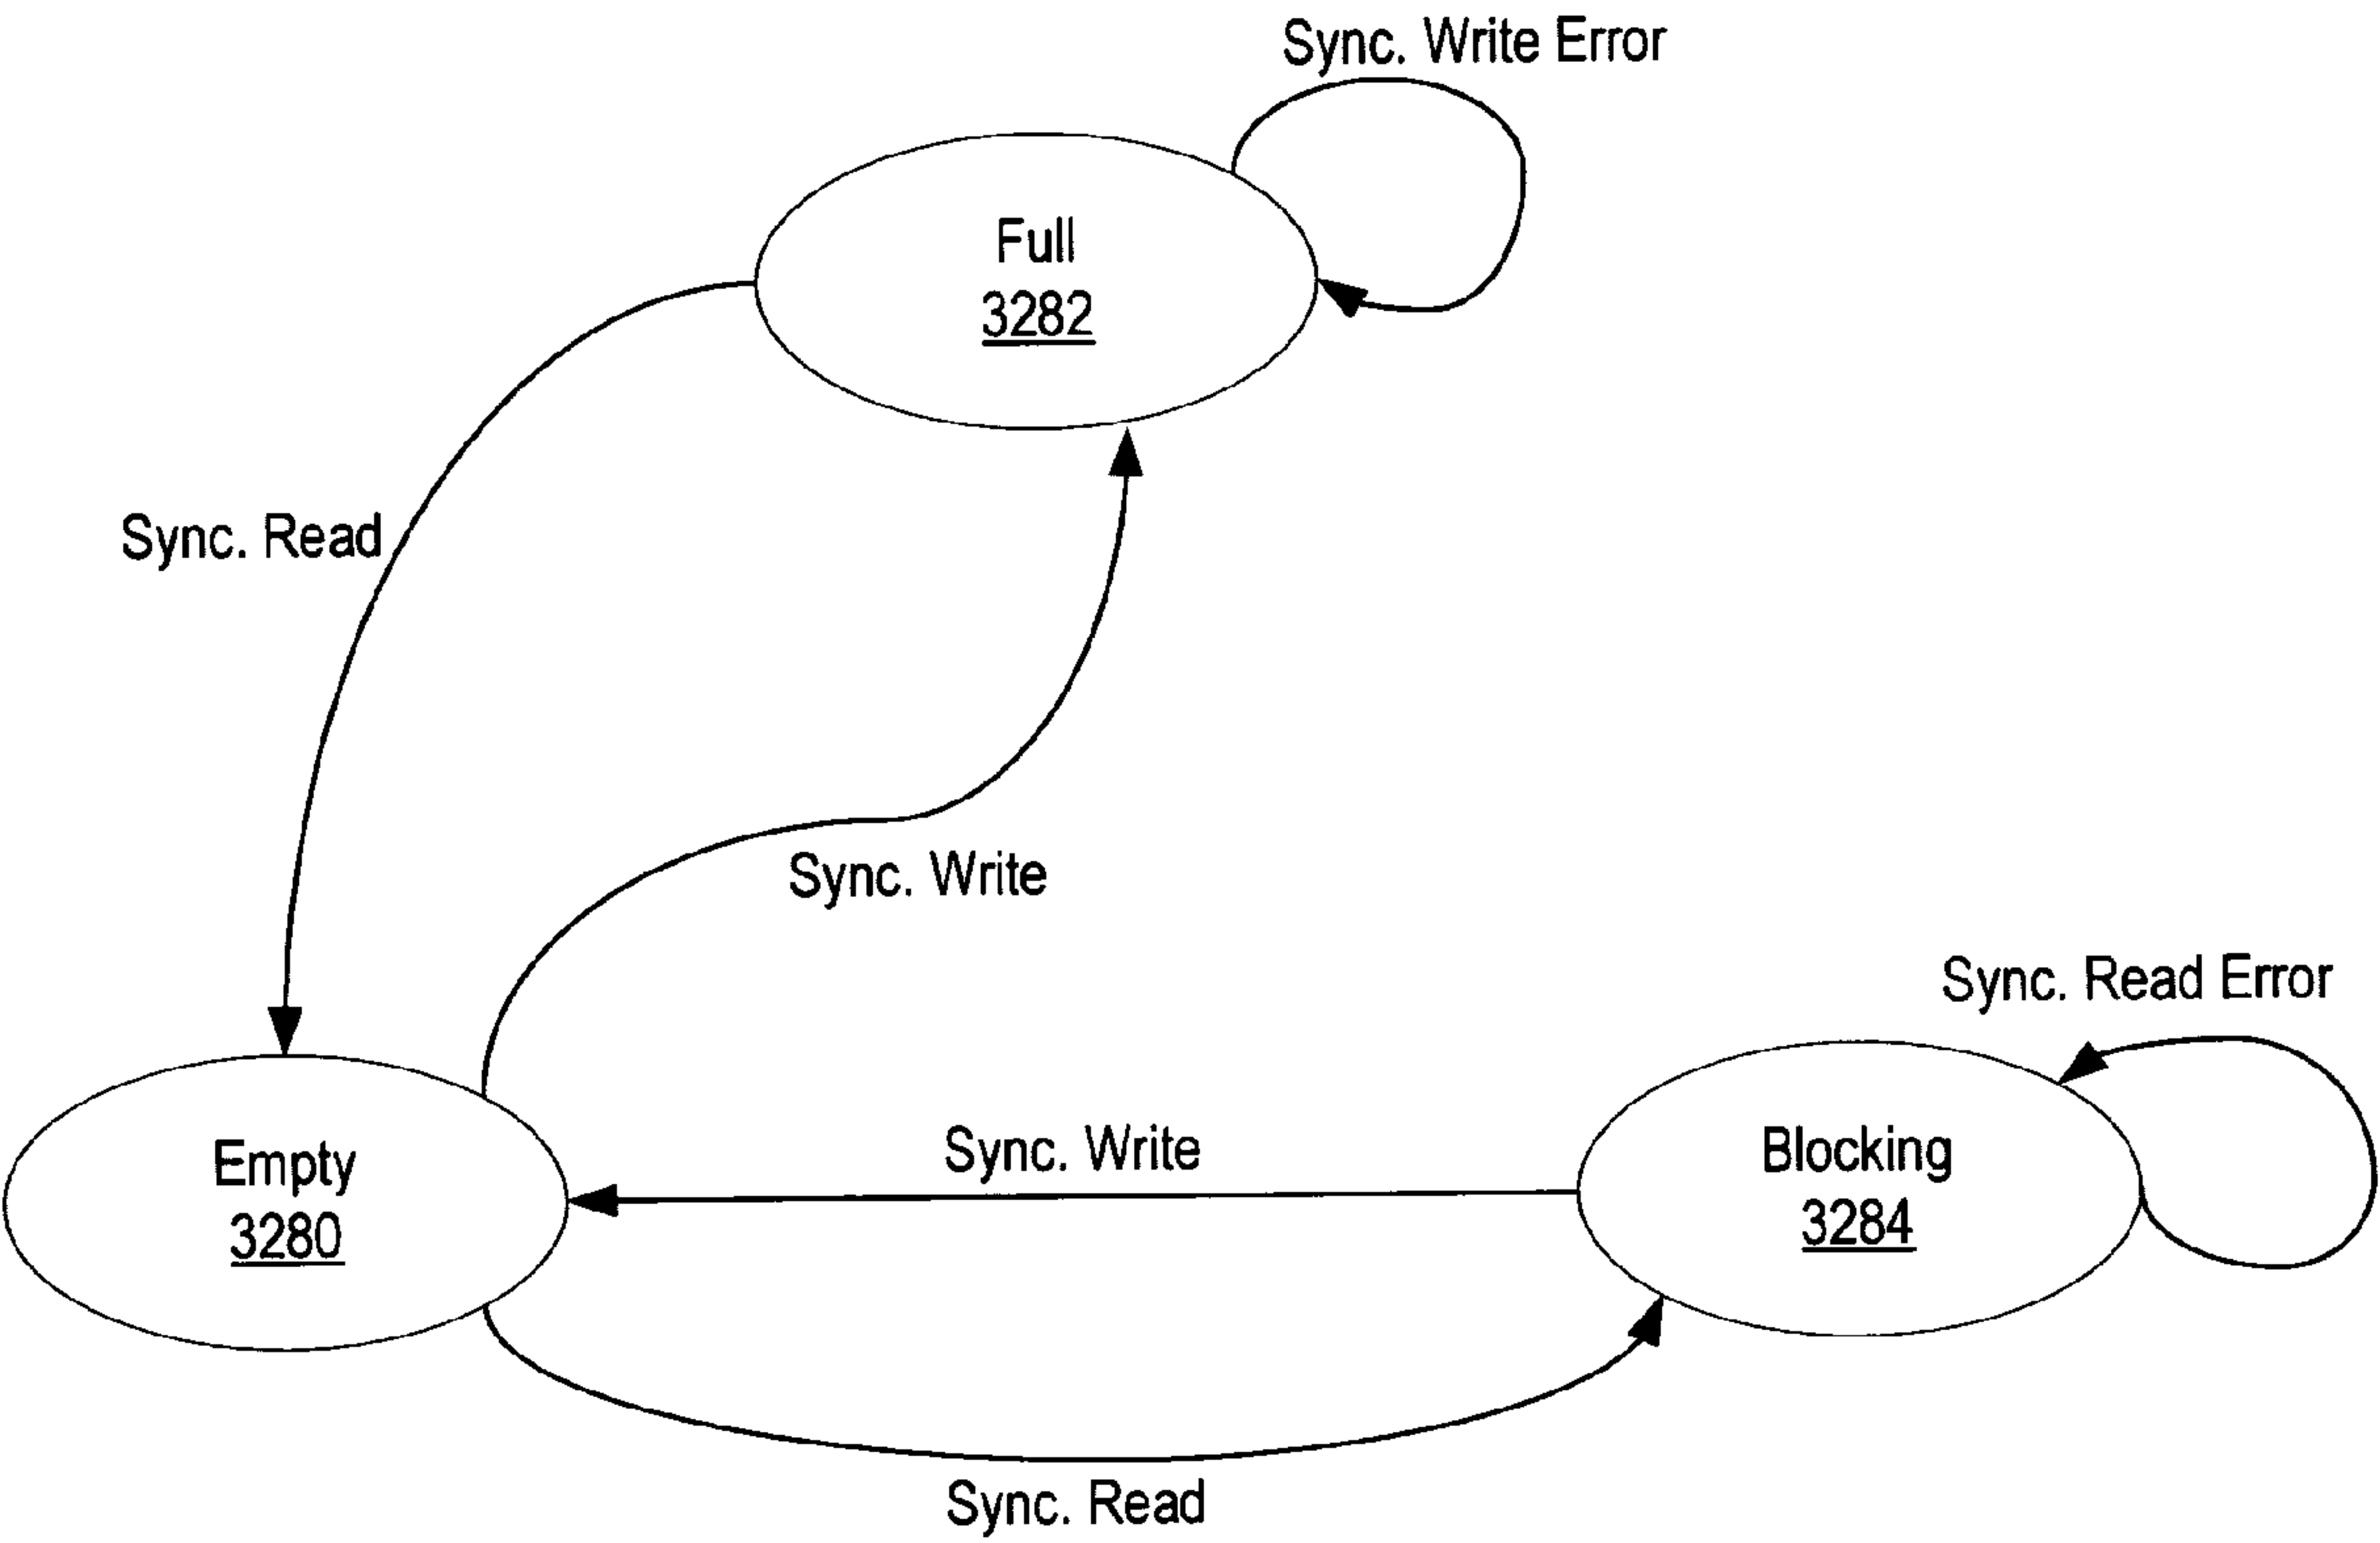 Sync. Write Error
Full
3282
Sync. Read
Sync. Write
Sync. Read Error
Sync. Write
Empty
3280
Blocking
3284
Sync. Read